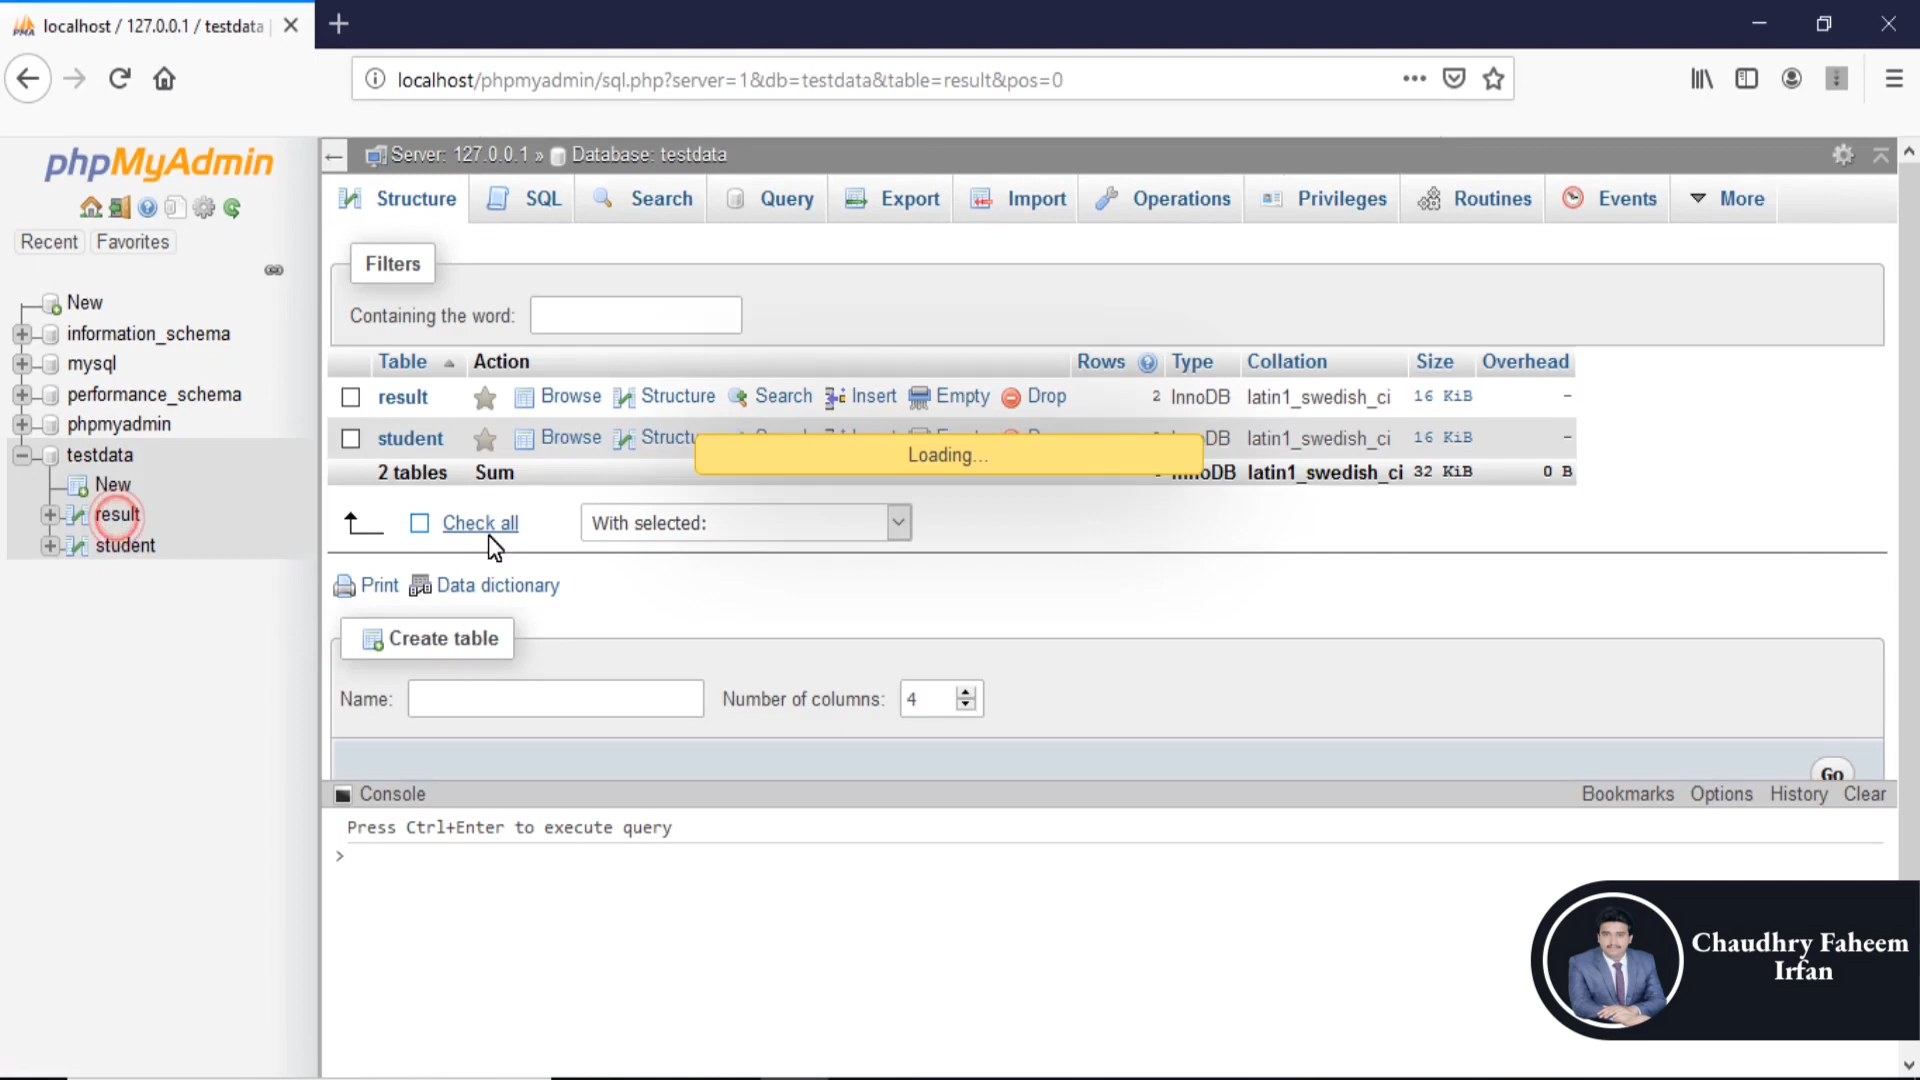 localhost / 127.0.0.1 / testdata
localhost/phpmyadmin/sql.php?server=1&db=testdata&table=result&pos=0
phpMyAdmin
Recent Favorites
New
information_schema
mysql
performance_schema
phpmyadmin
testdata
New
result
student
Server: 127.0.0.1 » Database: testdata
Structure SQL Search Query Export Import Operations Privileges Routines Events More
Filters
Containing the word:
Table Action Rows Type Collation Size Overhead
result Browse Structure Search Insert Empty Drop 2 InnoDB latin1_swedish_ci 16 KiB -
student Browse latin1_swedish_ci 16 KiB -
Loading...
2 tables Sum latin1_swedish_ci 32 KiB 0 B
Check all With selected:
Print Data dictionary
Create table
Name: Number of columns: 4
Go
Console Bookmarks Options History Clear
Press Ctrl+Enter to execute query
>
Chaudhry Faheem
Irfan